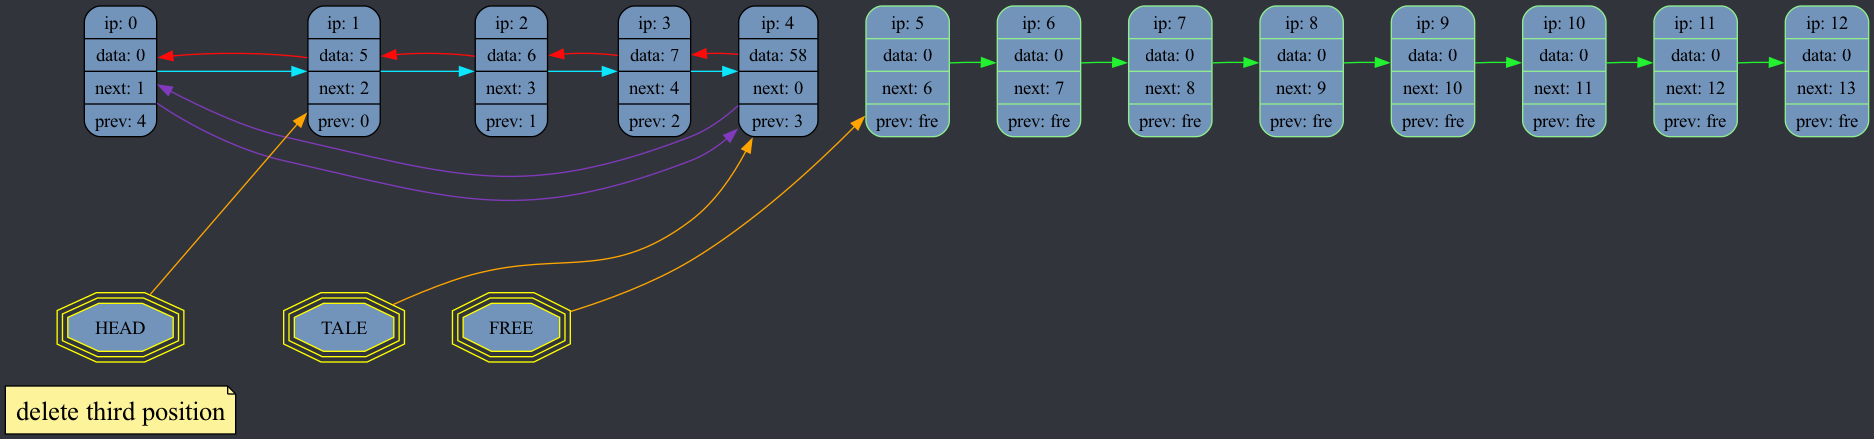 ip: 0
data: 0
next: 1
prev: 4
ip: 1
data: 5
next: 2
prev: 0
ip: 2
data: 6
next: 3
prev: 1
ip: 3
data: 7
next: 4
prev: 2
ip: 4
data: 58
next: 0
prev: 3
ip: 5
data: 0
next: 6
prev: fre
ip: 6
data: 0
next: 7
prev: fre
ip: 7
data: 0
next: 8
prev: fre
ip: 8
data: 0
next: 9
prev: fre
ip: 9
data: 0
next: 10
prev: fre
ip: 10
data: 0
next: 11
prev: fre
ip: 11
data: 0
next: 12
prev: fre
ip: 12
data: 0
next: 13
prev: fre
HEAD
TALE
FREE
delete third position